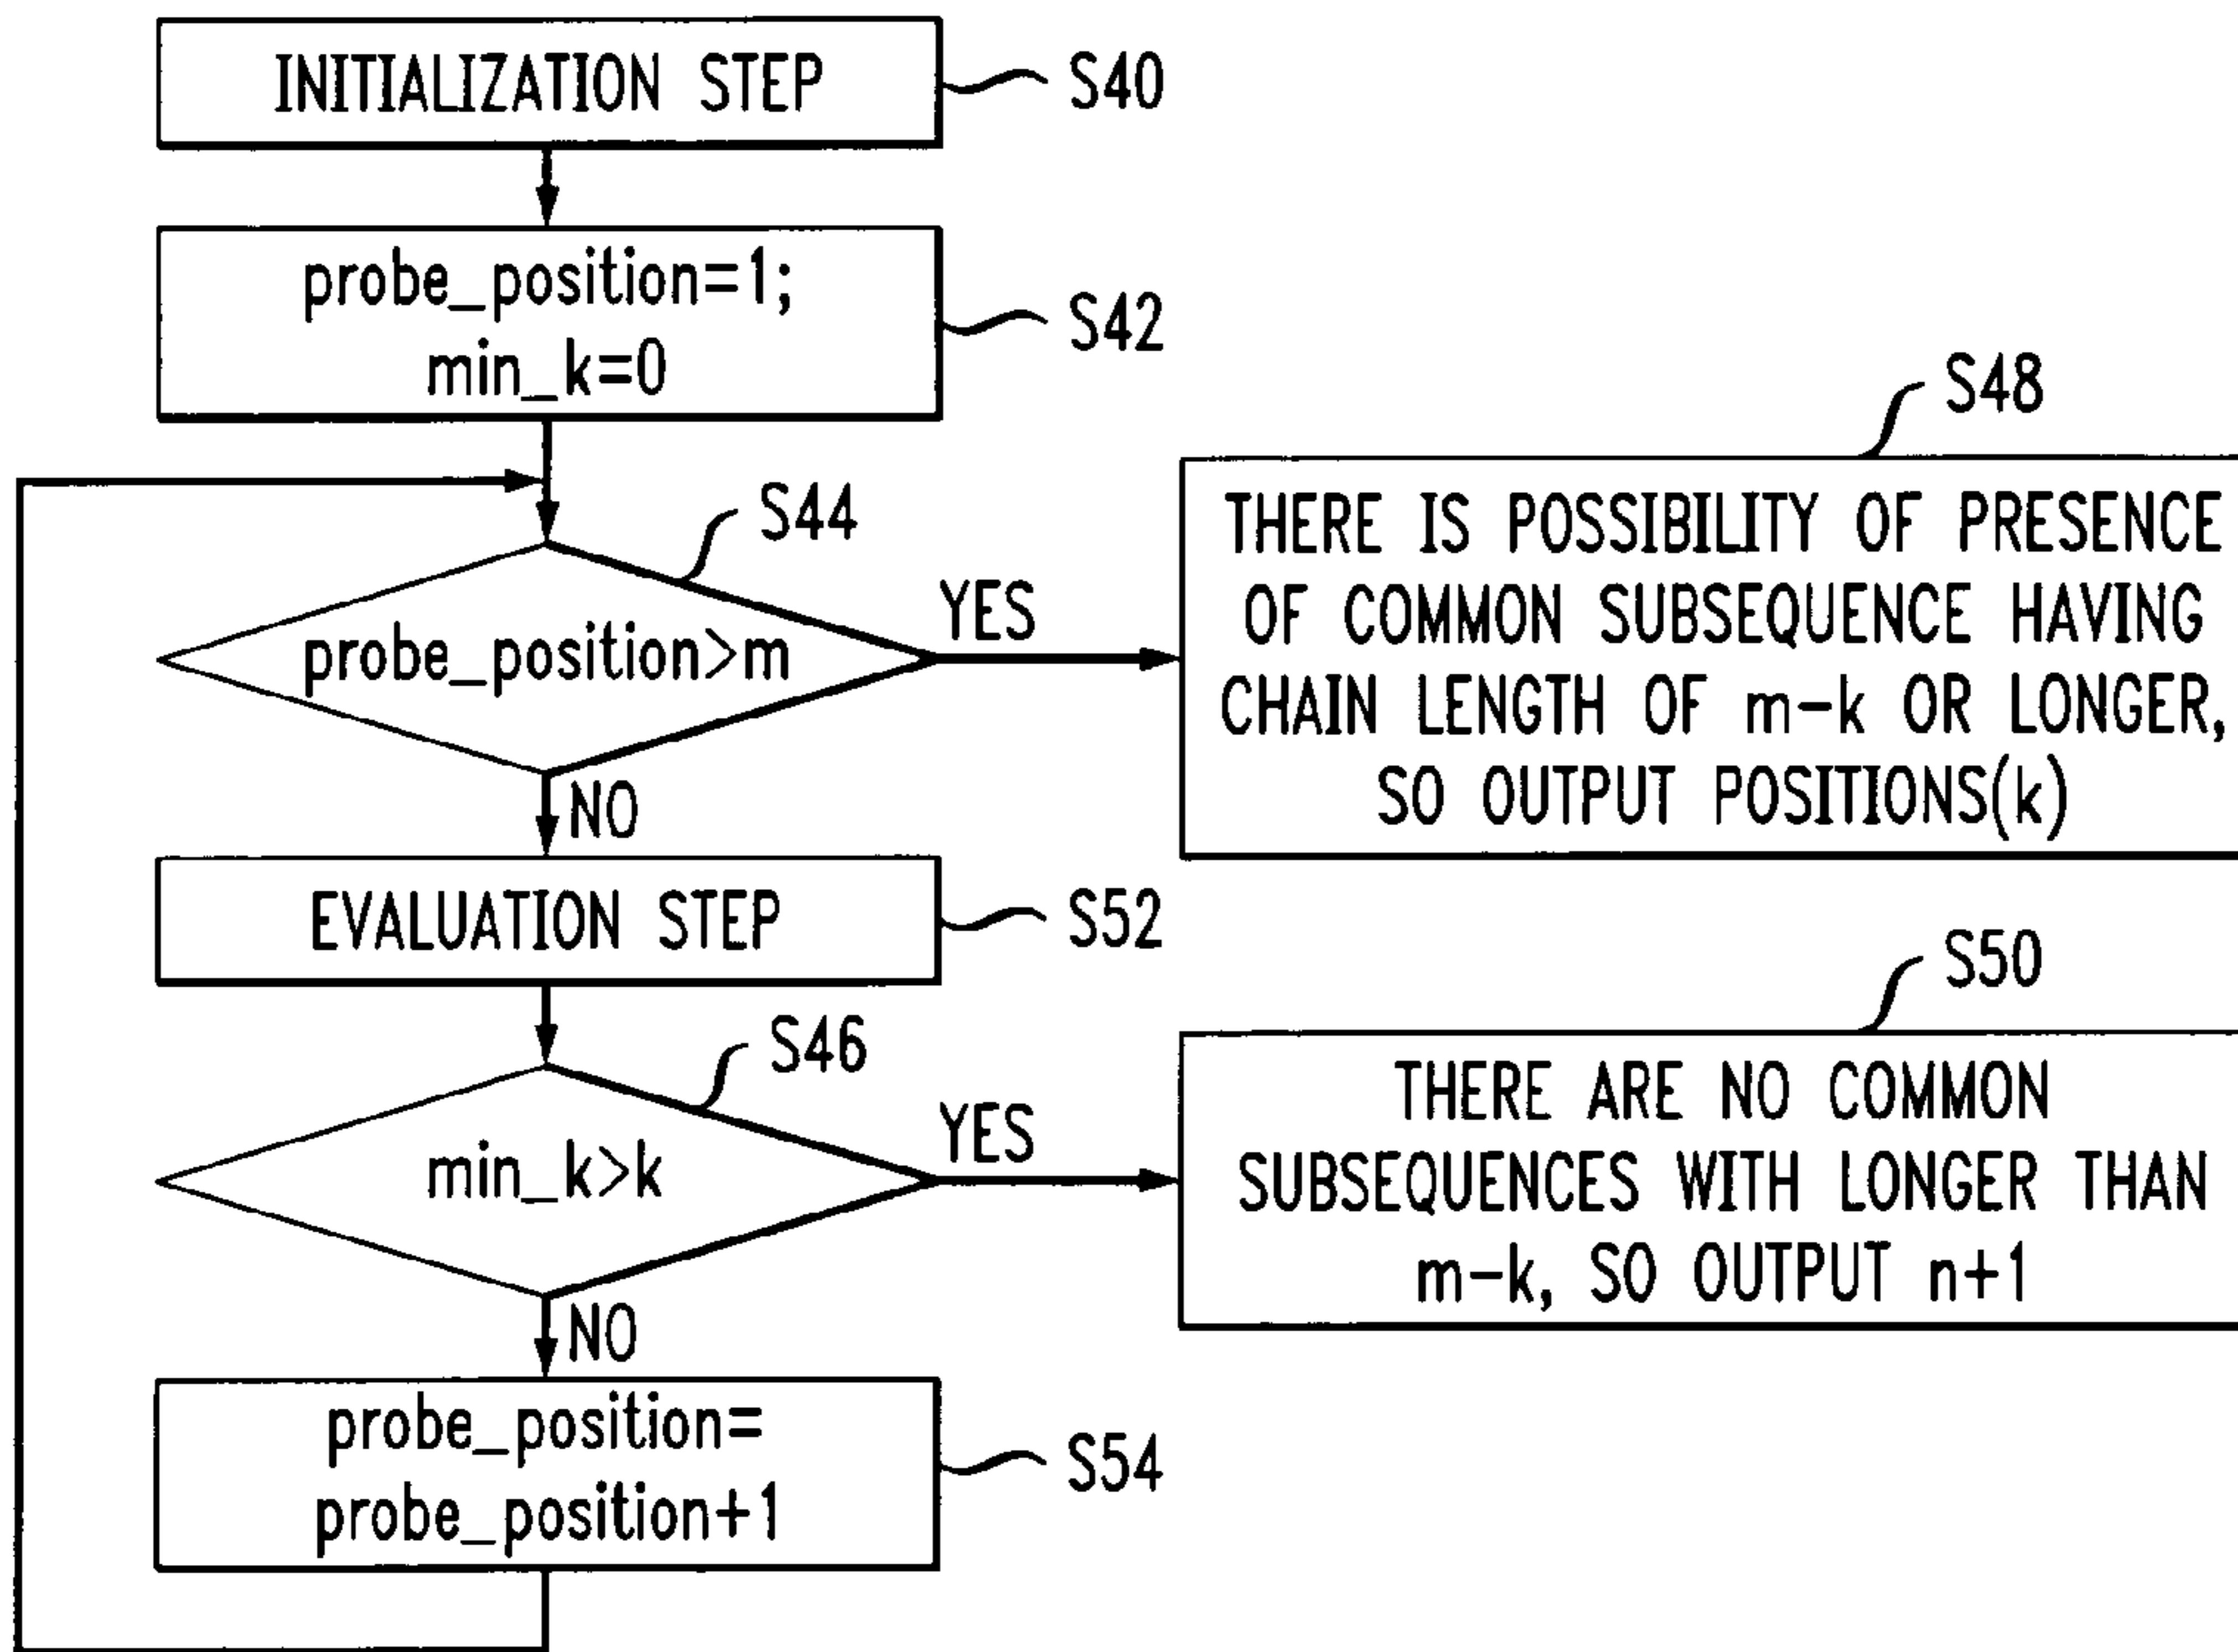 INITIALIZATION STEP
S40
probe_position=1;
min_k=0
S42
S44
probe_position>m
YES
NO
S48
THERE IS POSSIBILITY OF PRESENCE
OF COMMON SUBSEQUENCE HAVING
CHAIN LENGTH OF m-k OR LONGER,
SO OUTPUT POSITIONS(k)
EVALUATION STEP
S52
S46
min_k>k
YES
NO
S50
THERE ARE NO COMMON
SUBSEQUENCES WITH LONGER THAN
m-k, SO OUTPUT n+1
probe_position=
probe_position+1
S54